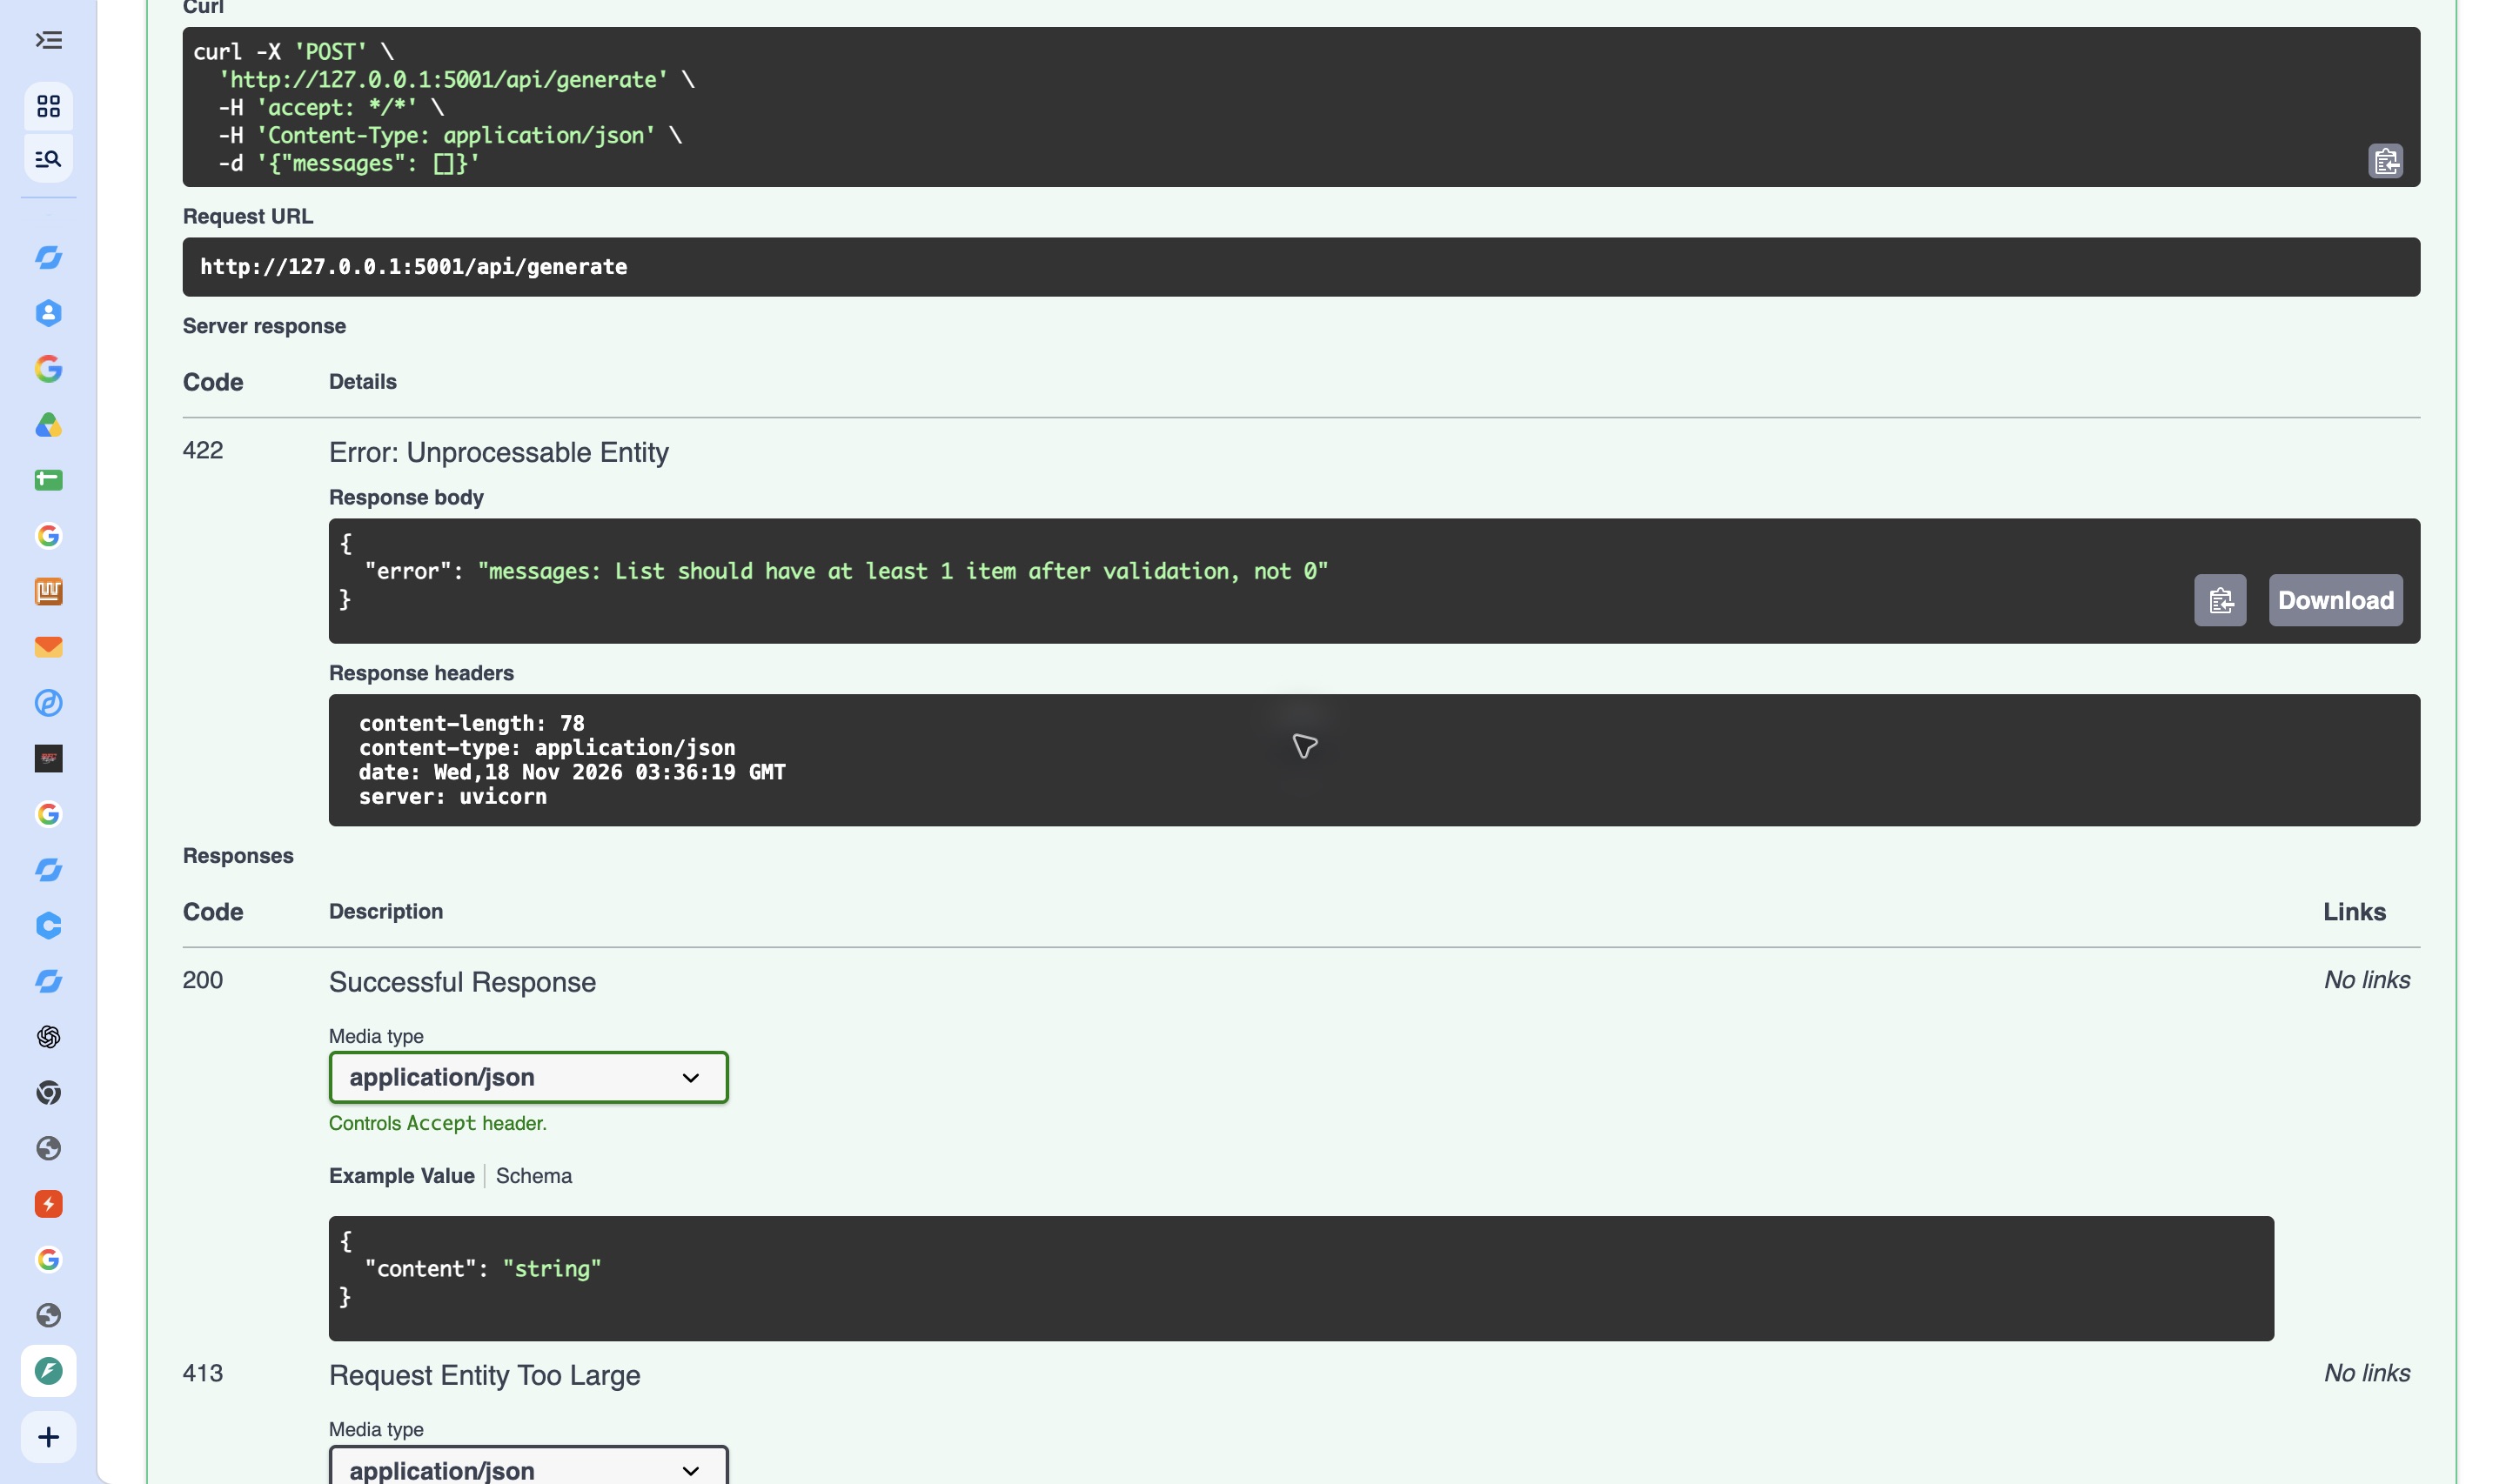 Curl
curl -X 'POST' \
  'http://127.0.0.1:5001/api/generate' \
  -H 'accept: */*' \
  -H 'Content-Type: application/json' \
  -d '{"messages": []}'
Request URL
http://127.0.0.1:5001/api/generate
Server response
Code Details
422 Error: Unprocessable Entity
Response body
{
  "error": "messages: List should have at least 1 item after validation, not 0"
}
Download
Response headers
content-length: 78
content-type: application/json
date: Wed,18 Nov 2026 03:36:19 GMT
server: uvicorn
Responses
Code Description Links
200 Successful Response No links
Media type
application/json
Controls Accept header.
Example Value Schema
{
  "content": "string"
}
413 Request Entity Too Large No links
Media type
application/json